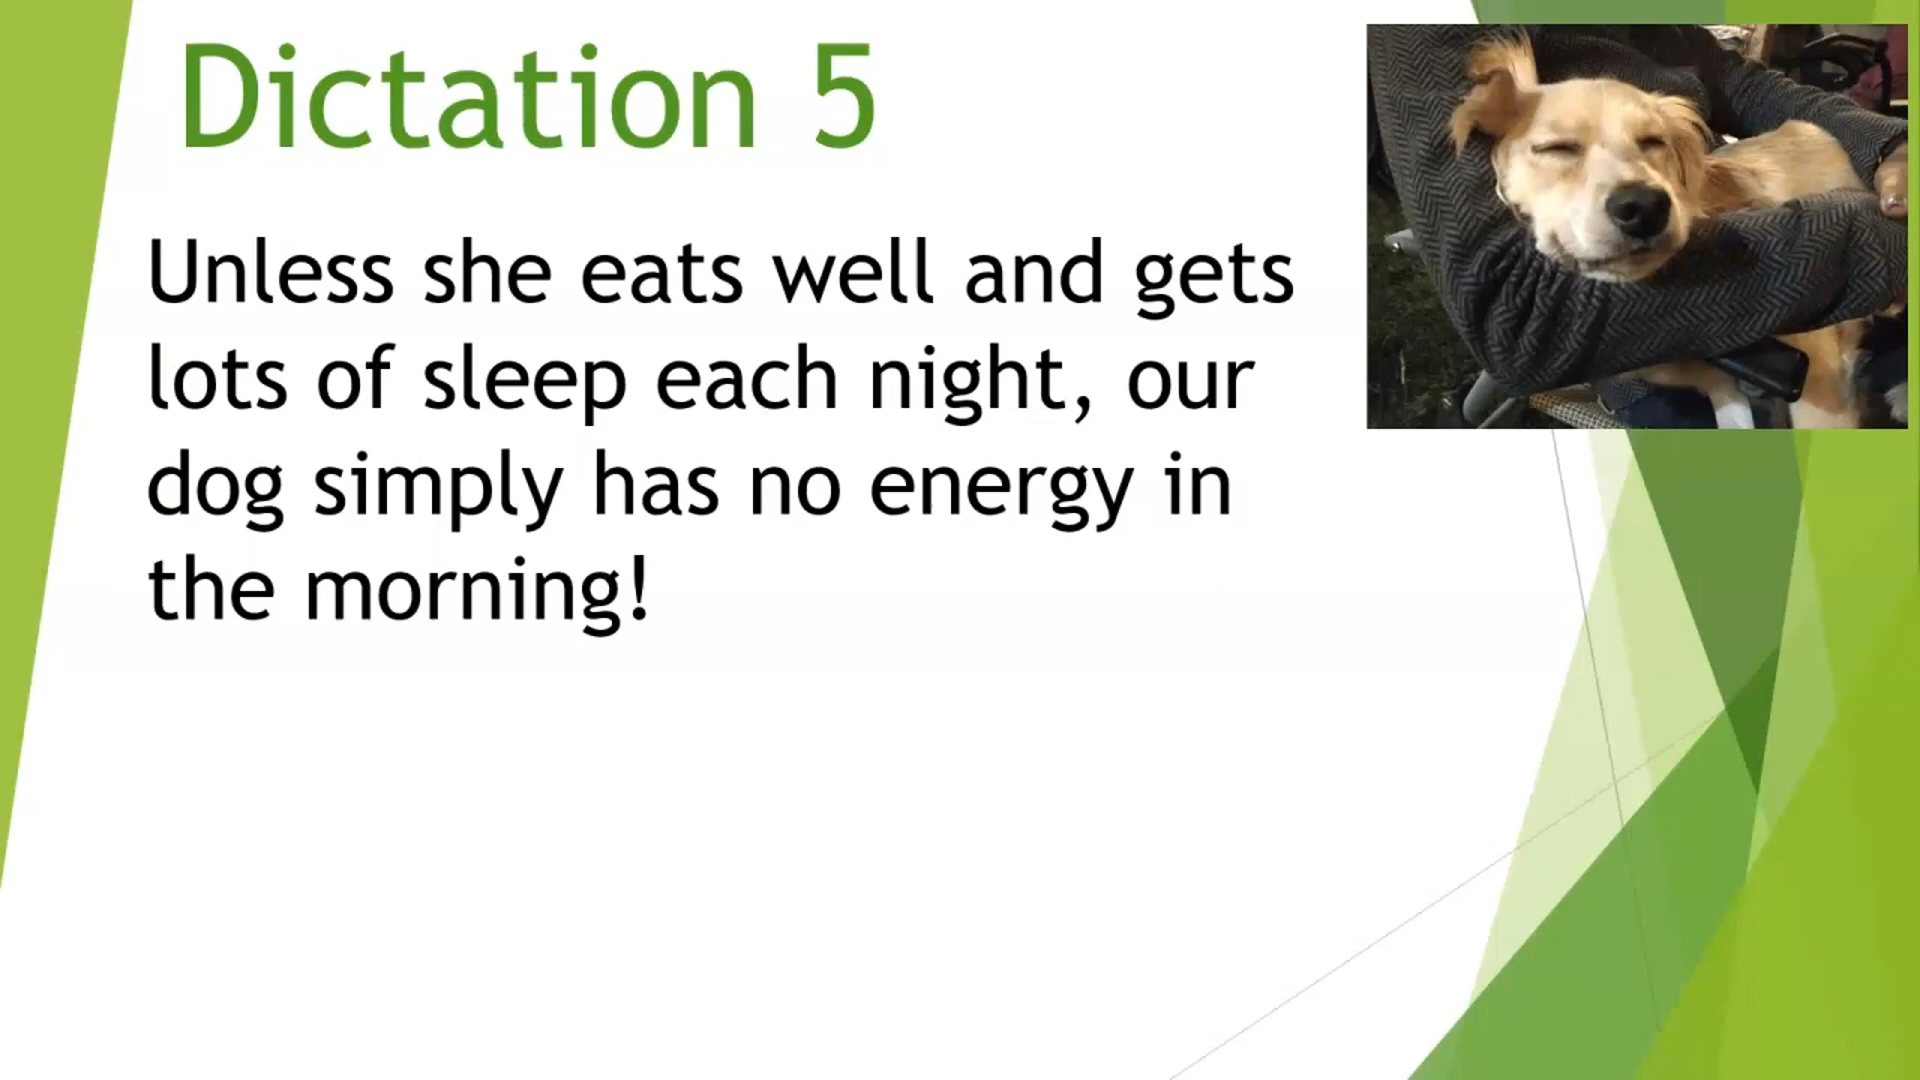 Dictation 5
Unless she eats well and gets
lots of sleep each night, our
dog simply has no energy in
the morning!